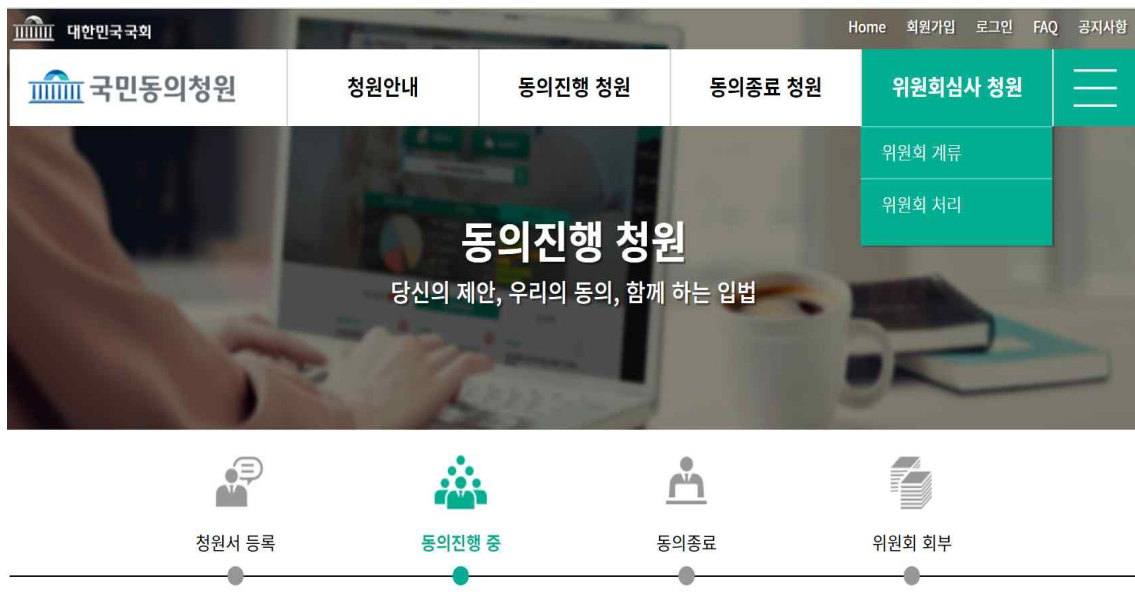 대한민국국회
Home 회원가입 로그인 FAQ 공지사항
국민동의청원 청원안내 동의진행 청원 동의종료 청원 위원회심사 청원
위원회 계류
위원회 처리
동의진행 청원
당신의 제안, 우리의 동의, 함께 하는 입법
청원서 등록 동의진행 중 동의종료 위원회 회부